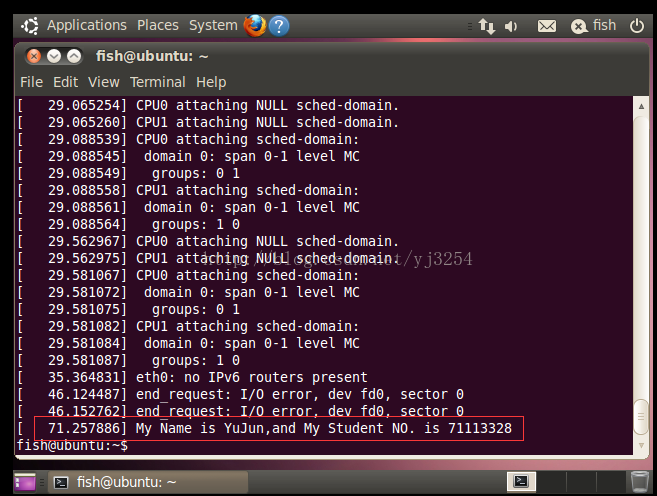 Applications Places System ? fish
fish@ubuntu: ~
File Edit View Terminal Help
[   29.065254] CPU0 attaching NULL sched-domain.
[   29.065260] CPU1 attaching NULL sched-domain.
[   29.088539] CPU0 attaching sched-domain:
[   29.088545]  domain 0: span 0-1 level MC
[   29.088549]   groups: 0 1
[   29.088558] CPU1 attaching sched-domain:
[   29.088561]  domain 0: span 0-1 level MC
[   29.088564]   groups: 1 0
[   29.562967] CPU0 attaching NULL sched-domain.
[   29.562975] CPU1 attaching NULL sched-domain.
http://blog.csdn.net/yj3254
[   29.581067] CPU0 attaching sched-domain:
[   29.581072]  domain 0: span 0-1 level MC
[   29.581075]   groups: 0 1
[   29.581082] CPU1 attaching sched-domain:
[   29.581084]  domain 0: span 0-1 level MC
[   29.581087]   groups: 1 0
[   35.364831] eth0: no IPv6 routers present
[   46.124487] end_request: I/O error, dev fd0, sector 0
[   46.152762] end_request: I/O error, dev fd0, sector 0
[   71.257886] My Name is YuJun,and My Student NO. is 71113328
fish@ubuntu:~$
fish@ubuntu: ~